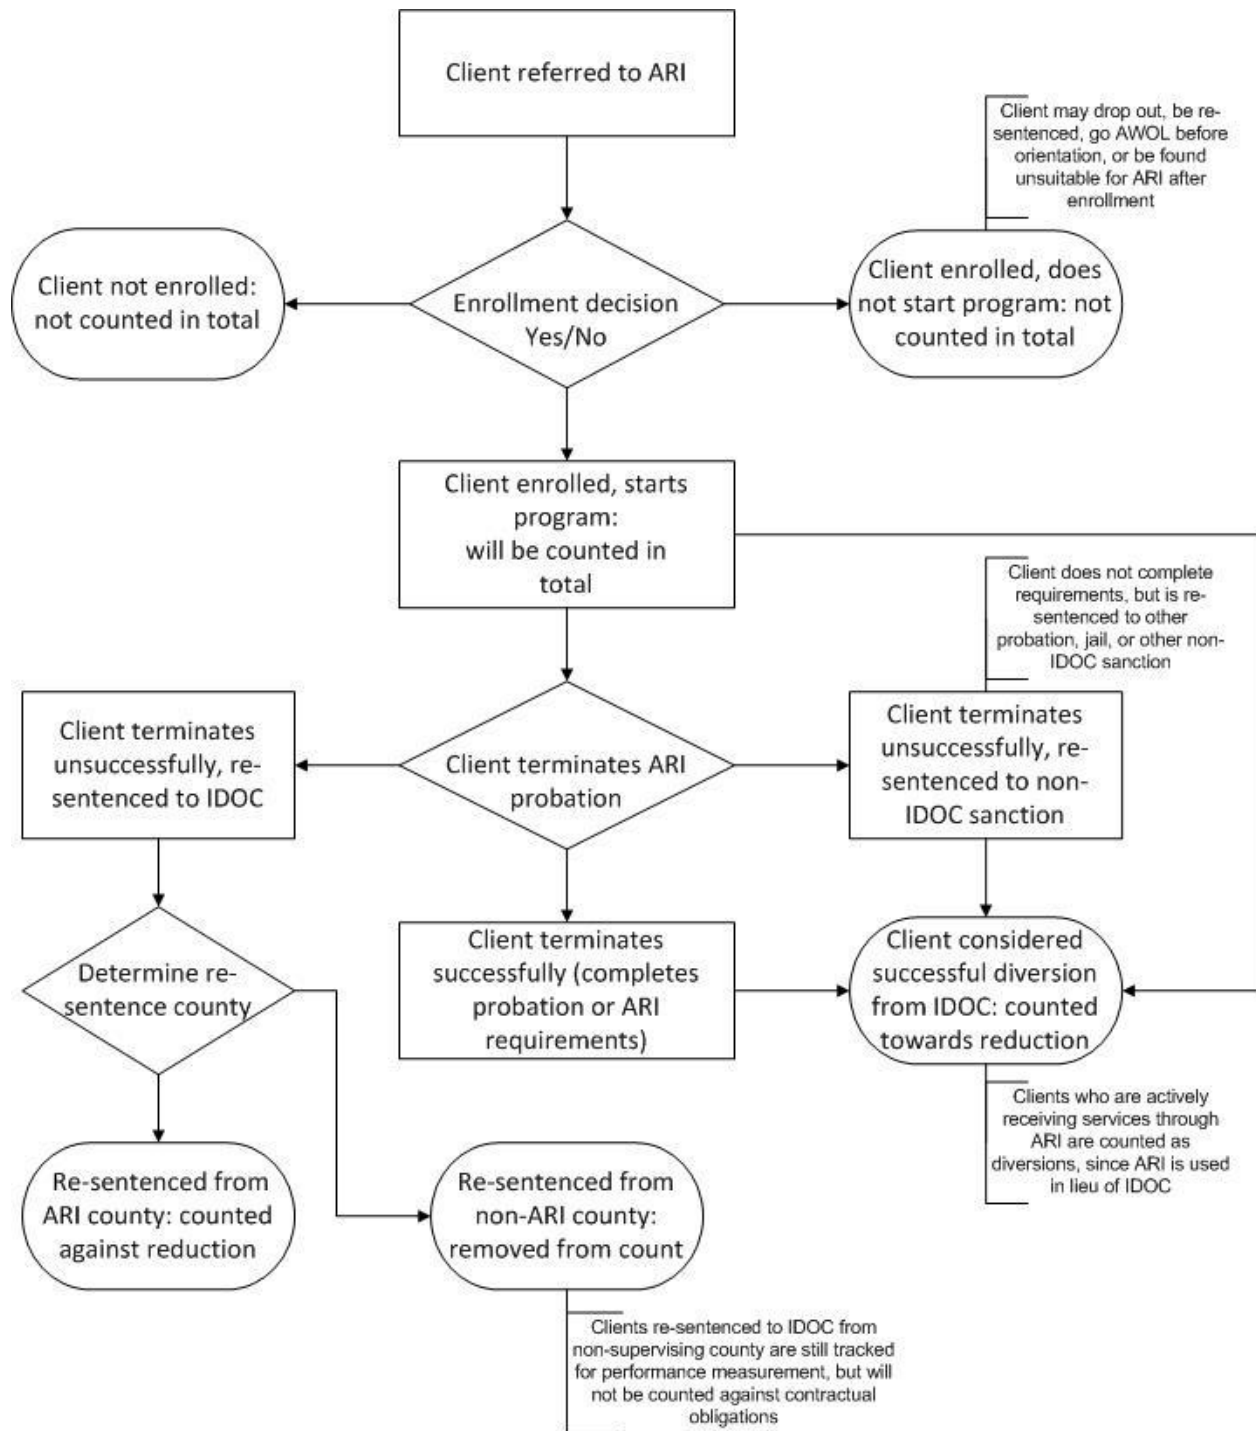 Client referred to ARI
Client may drop out, be re-
sentenced, go AWOL before
orientation, or be found
unsuitable for ARI after
enrollment
Client not enrolled:
not counted in total
Enrollment decision
Yes/No
Client enrolled, does
not start program: not
counted in total
Client enrolled, starts
program:
will be counted in
total
Client does not complete
requirements, but is re-
sentenced to other
probation, jail, or other non-
IDOC sanction
Client terminates
unsuccessfully, re-
sentenced to IDOC
Client terminates ARI
probation
Client terminates
unsuccessfully, re-
sentenced to non-
IDOC sanction
Determine re-
sentence county
Client terminates
successfully (completes
probation or ARI
requirements)
Client considered
successful diversion
from IDOC: counted
towards reduction
Clients who are actively
receiving services through
ARI are counted as
diversions, since ARI is used
in lieu of IDOC
Re-sentenced from
ARI county: counted
against reduction
Re-sentenced from
non-ARI county:
removed from count
Clients re-sentenced to IDOC from
non-supervising county are still tracked
for performance measurement, but will
not be counted against contractual
obligations